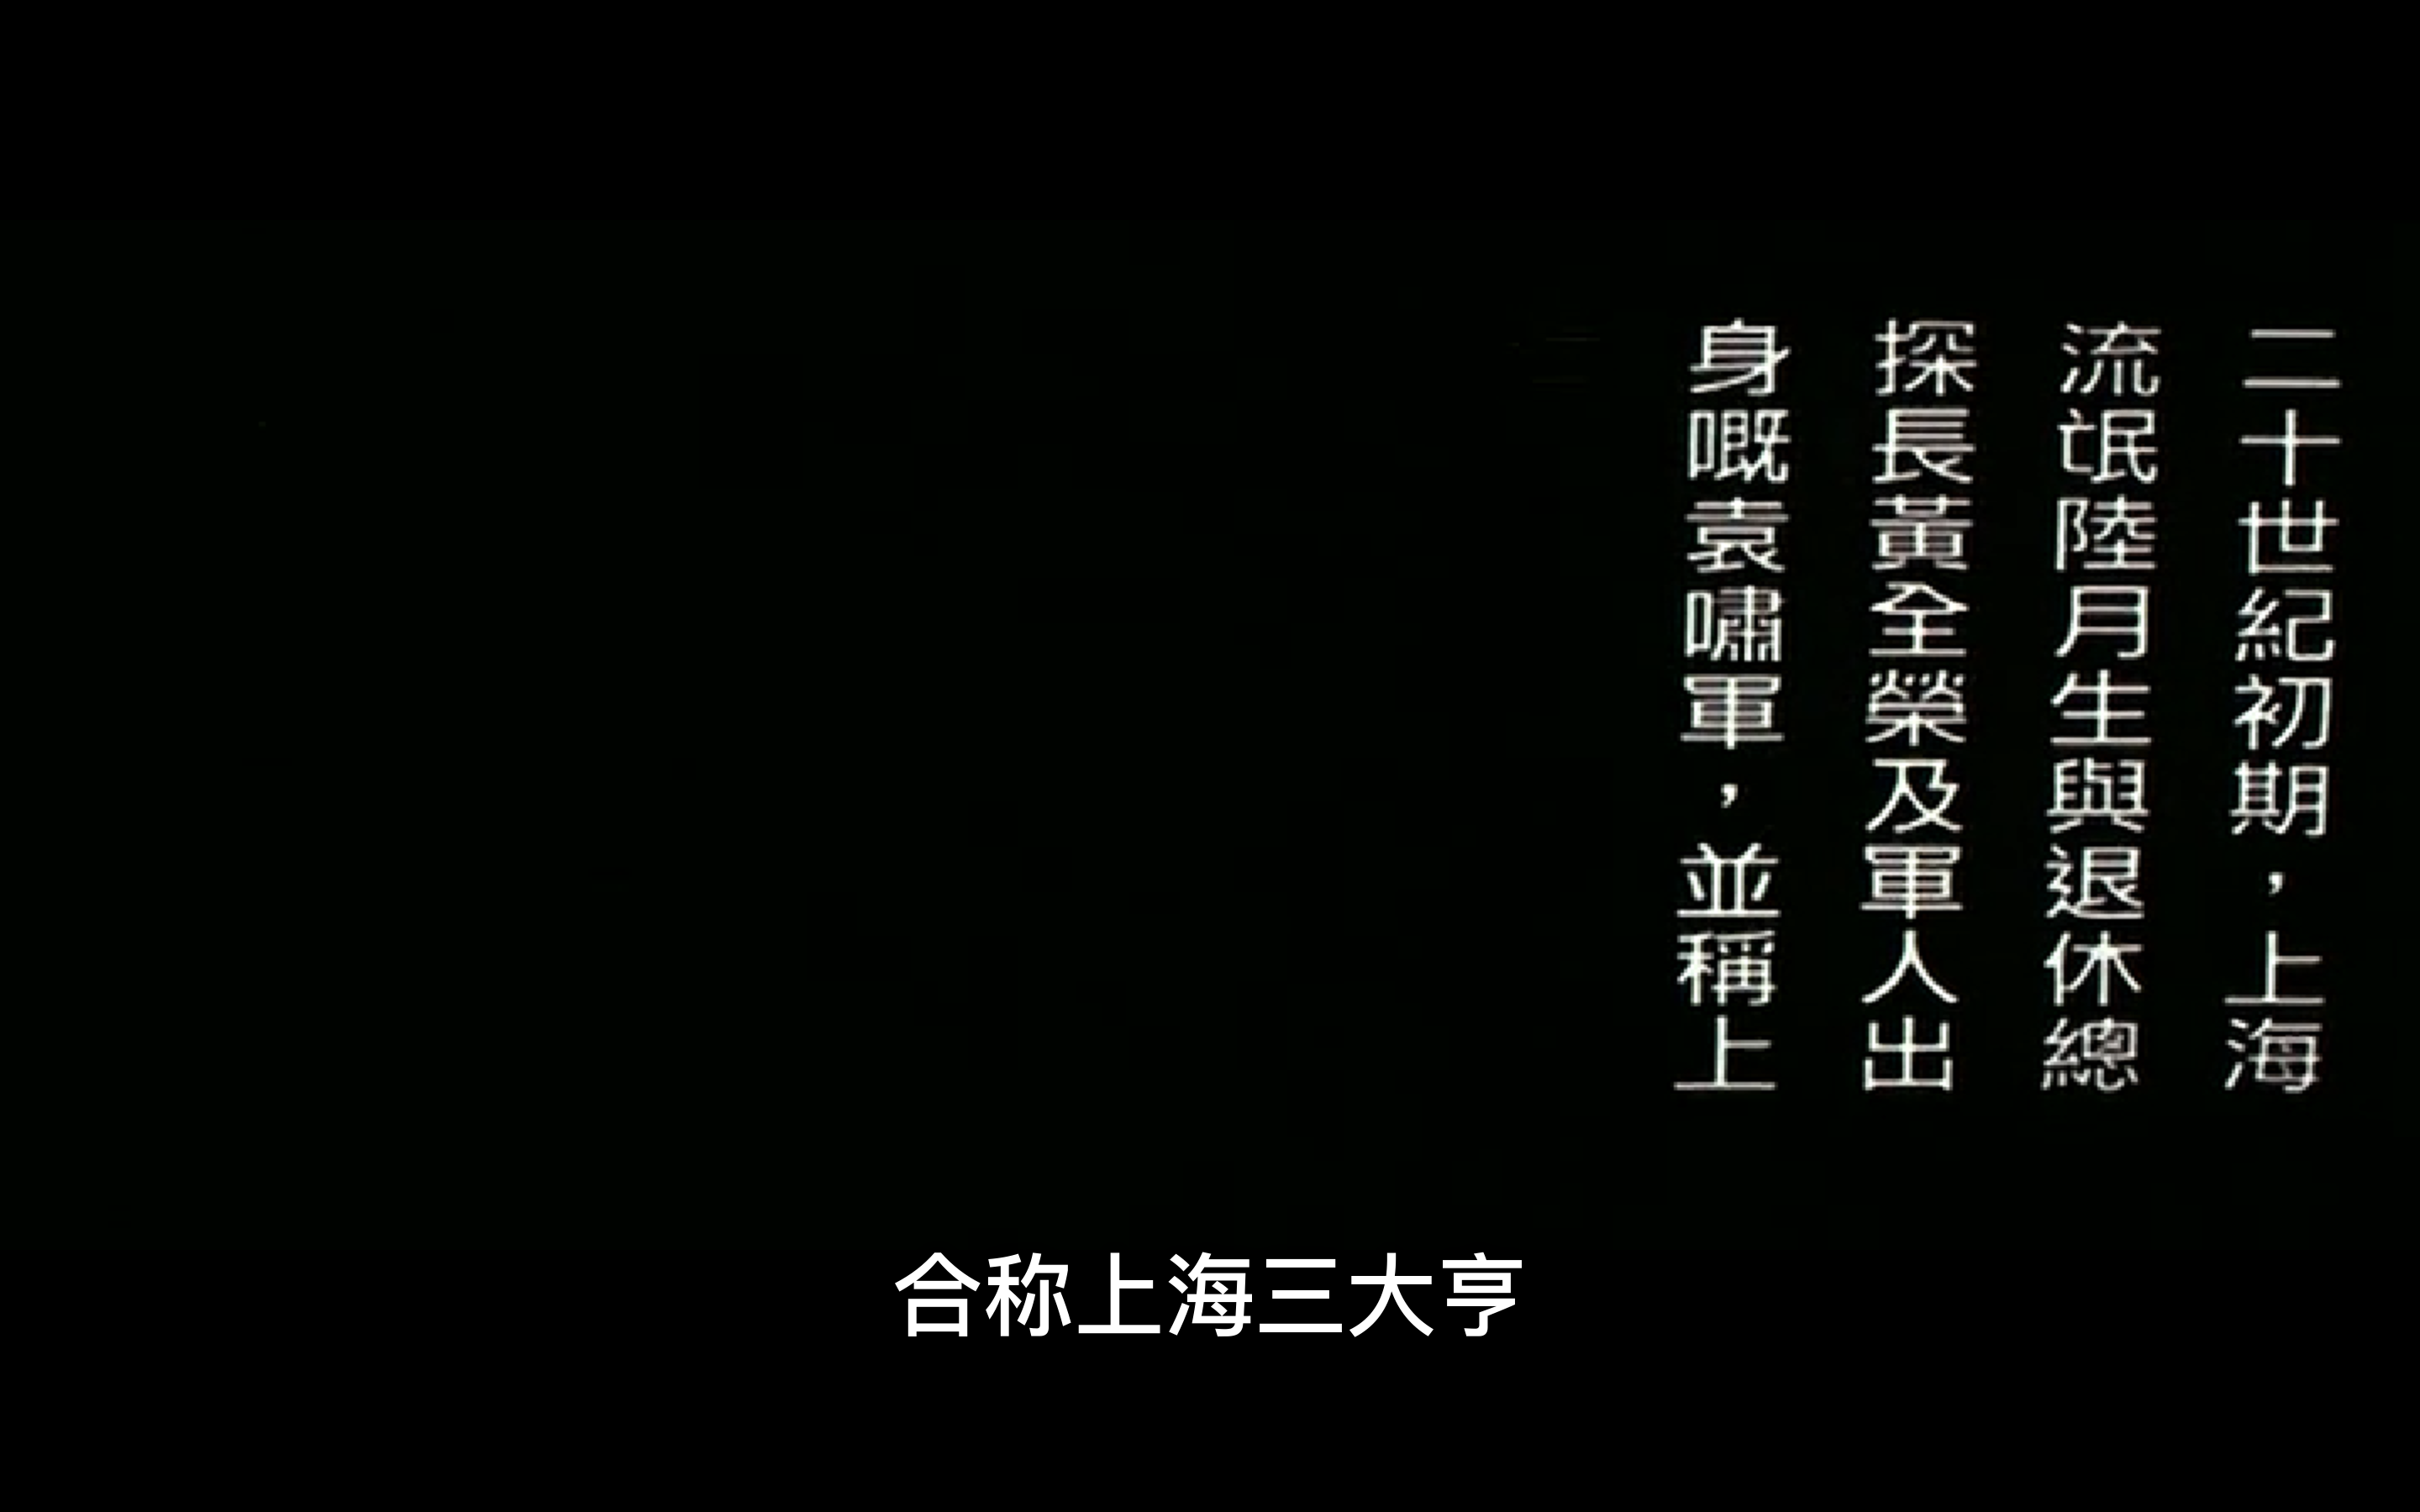 二十世紀初期，上海
流氓陸月生與退休總
探長黃全榮及軍人出
身嘅袁嘯軍，並稱上
合称上海三大亨